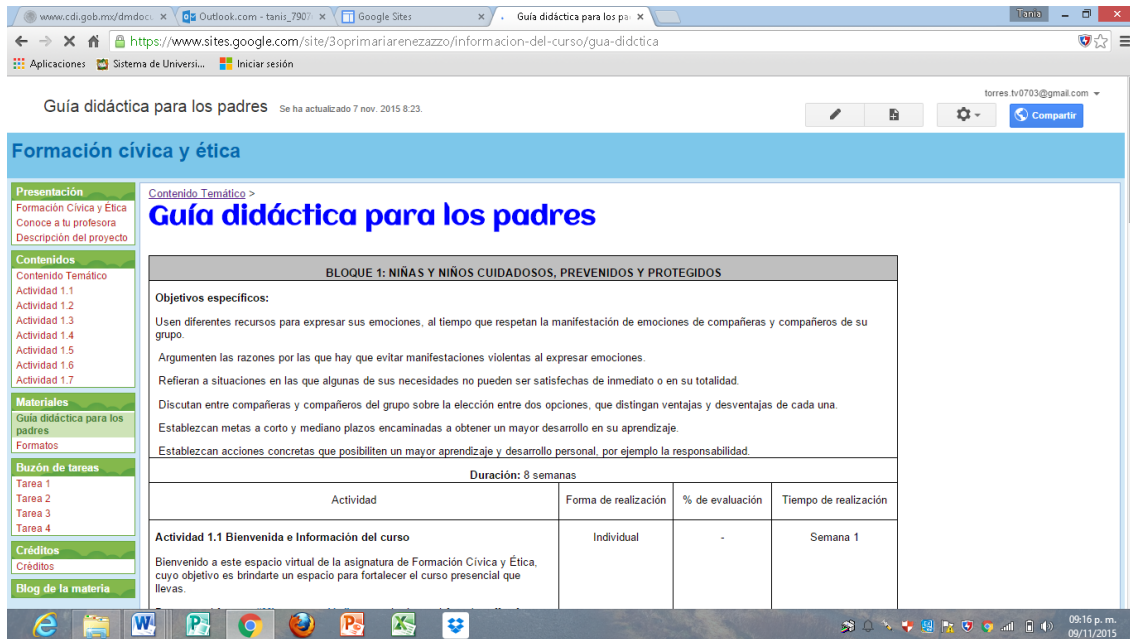 www.cdi.gob.mx/dmdocu
Outlook.com - tanis_7907
Google Sites
Guía didáctica para los pa
Tania
https://www.sites.google.com/site/3oprimariarenezazzo/informacion-del-curso/gua-didctica
Aplicaciones
Sistema de Universi...
Iniciar sesión
torres.tv0703@gmail.com
Guía didáctica para los padres
Se ha actualizado 7 nov. 2015 8:23.
Compartir
Formación cívica y ética
Presentación
Formación Cívica y Ética
Conoce a tu profesora
Descripción del proyecto
Contenidos
Contenido Temático
Actividad 1.1
Actividad 1.2
Actividad 1.3
Actividad 1.4
Actividad 1.5
Actividad 1.6
Actividad 1.7
Materiales
Guía didáctica para los
padres
Formatos
Buzón de tareas
Tarea 1
Tarea 2
Tarea 3
Tarea 4
Créditos
Créditos
Blog de la materia
Contenido Temático >
Guía didáctica para los padres
BLOQUE 1: NIÑAS Y NIÑOS CUIDADOSOS, PREVENIDOS Y PROTEGIDOS
Objetivos específicos:
Usen diferentes recursos para expresar sus emociones, al tiempo que respetan la manifestación de emociones de compañeras y compañeros de su
grupo.
Argumenten las razones por las que hay que evitar manifestaciones violentas al expresar emociones.
Refieran a situaciones en las que algunas de sus necesidades no pueden ser satisfechas de inmediato o en su totalidad.
Discutan entre compañeras y compañeros del grupo sobre la elección entre dos opciones, que distingan ventajas y desventajas de cada una.
Establezcan metas a corto y mediano plazos encaminadas a obtener un mayor desarrollo en su aprendizaje.
Establezcan acciones concretas que posibiliten un mayor aprendizaje y desarrollo personal, por ejemplo la responsabilidad.
Duración: 8 semanas
Actividad
Forma de realización
% de evaluación
Tiempo de realización
Actividad 1.1 Bienvenida e Información del curso
Individual
-
Semana 1
Bienvenido a este espacio virtual de la asignatura de Formación Cívica y Ética,
cuyo objetivo es brindarte un espacio para fortalecer el curso presencial que
llevas.
09:16 p. m.
09/11/2015